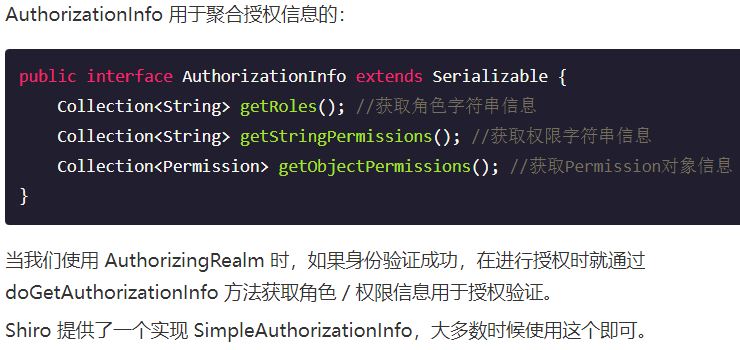 AuthorizationInfo 用于聚合授权信息的：
public interface AuthorizationInfo extends Serializable {
    Collection<String> getRoles(); //获取角色字符串信息
    Collection<String> getStringPermissions(); //获取权限字符串信息
    Collection<Permission> getObjectPermissions(); //获取Permission对象信息
}
当我们使用 AuthorizingRealm 时，如果身份验证成功，在进行授权时就通过
doGetAuthorizationInfo 方法获取角色 / 权限信息用于授权验证。
Shiro 提供了一个实现 SimpleAuthorizationInfo，大多数时候使用这个即可。